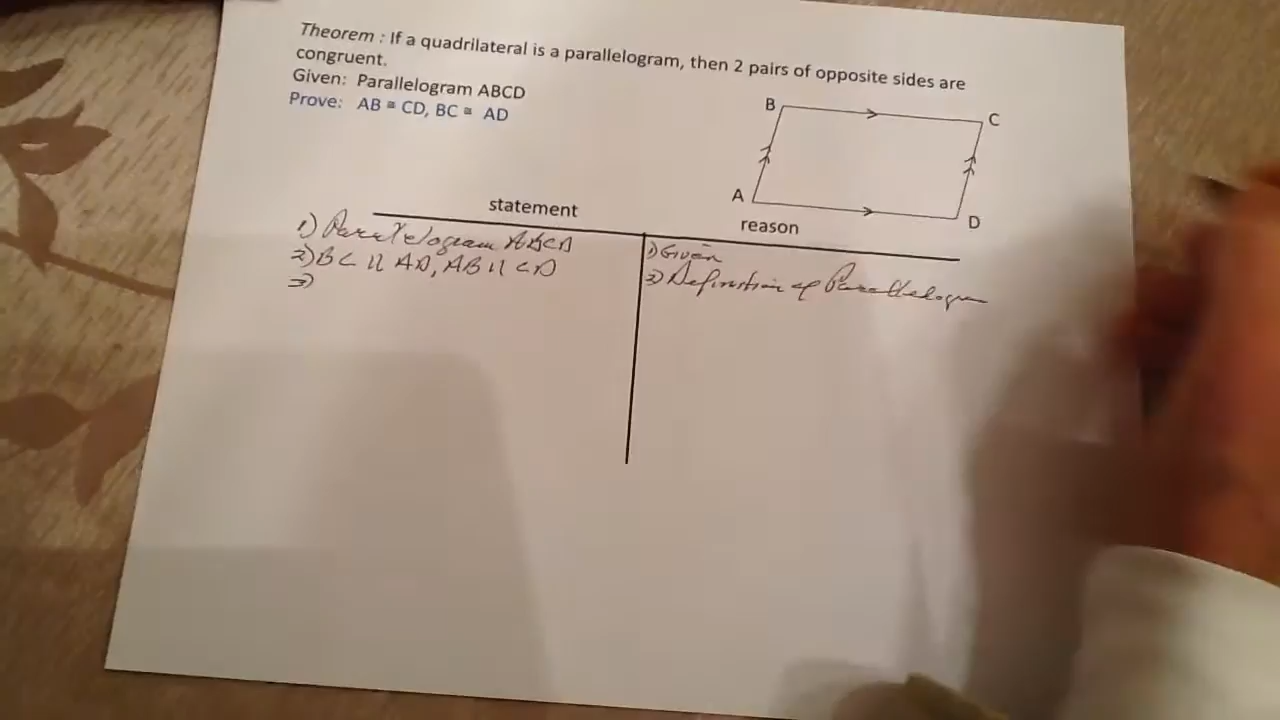 Theorem : If a quadrilateral is a parallelogram, then 2 pairs of opposite sides are
congruent.
Given: Parallelogram ABCD
Prove: AB ≅ CD, BC ≅ AD
B
C
A
D
statement
reason
1) Parallelogram ABCD
2) BC || AD, AB || CD
3)
1) Given
2) Definition of Parallelogram